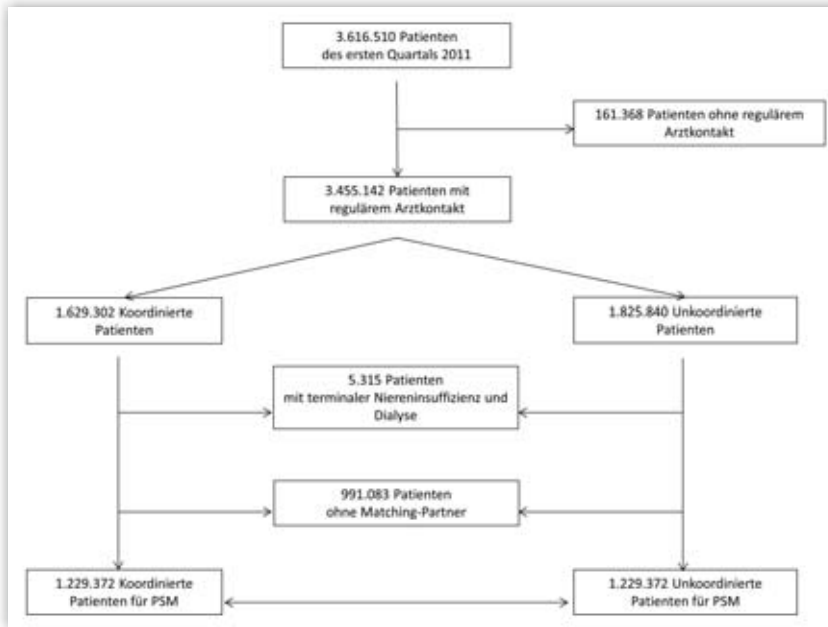 3.616.510 Patienten
des ersten Quartals 2011
161.368 Patienten ohne regulärem
Arztkontakt
3.455.142 Patienten mit
regulärem Arztkontakt
1.629.302 Koordinierte
Patienten
1.825.840 Unkoordinierte
Patienten
5.315 Patienten
mit terminaler Niereninsuffizienz und
Dialyse
991.083 Patienten
ohne Matching-Partner
1.229.372 Koordinierte
Patienten für PSM
1.229.372 Unkoordinierte
Patienten für PSM